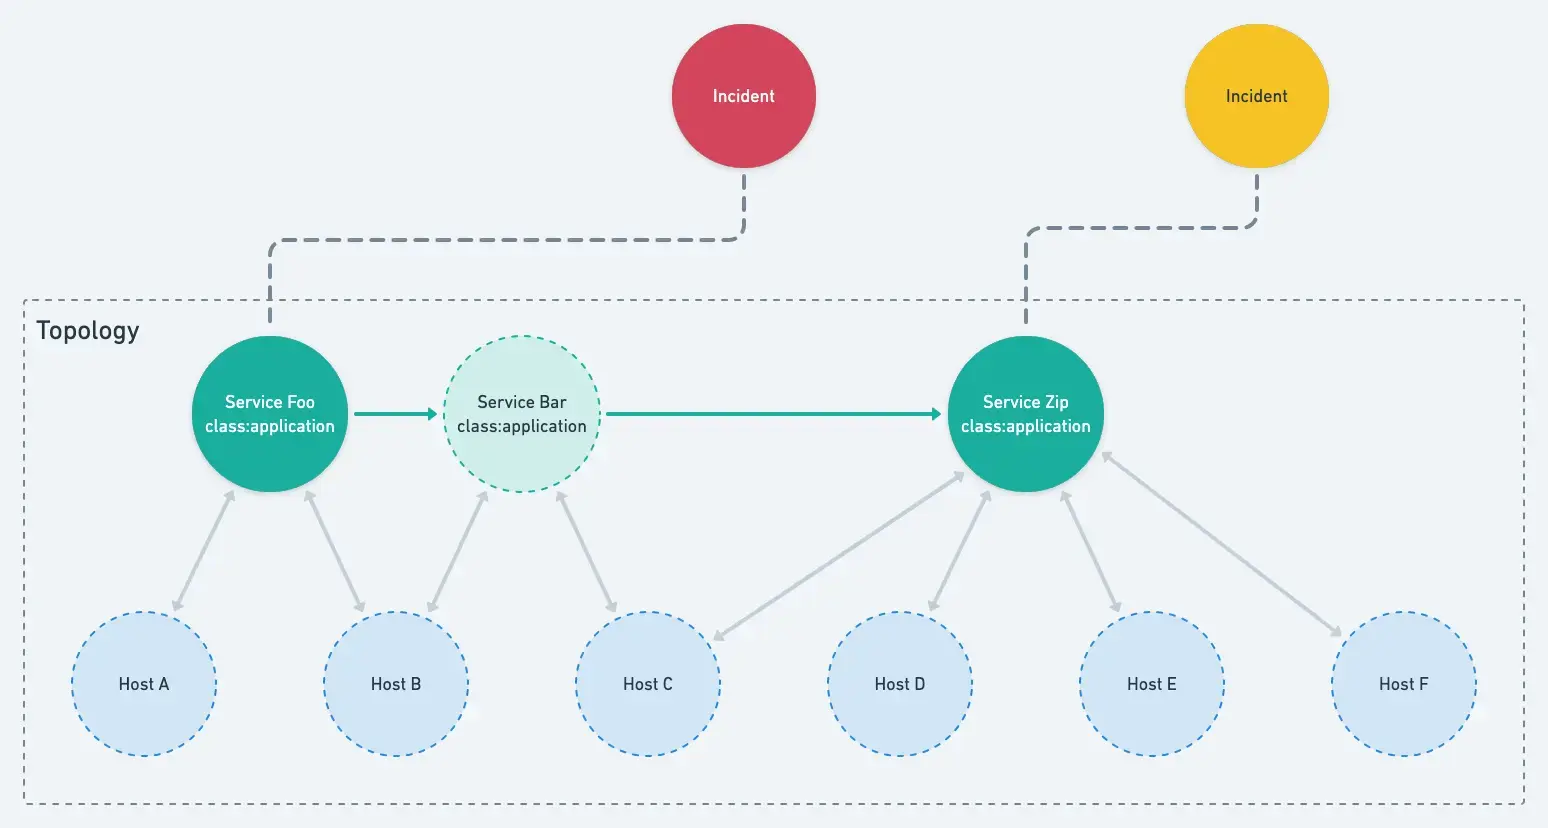 Incident
Incident
Topology
Service Foo
class:application
Service Bar
class:application
Service Zip
class:application
Host A
Host B
Host C
Host D
Host E
Host F